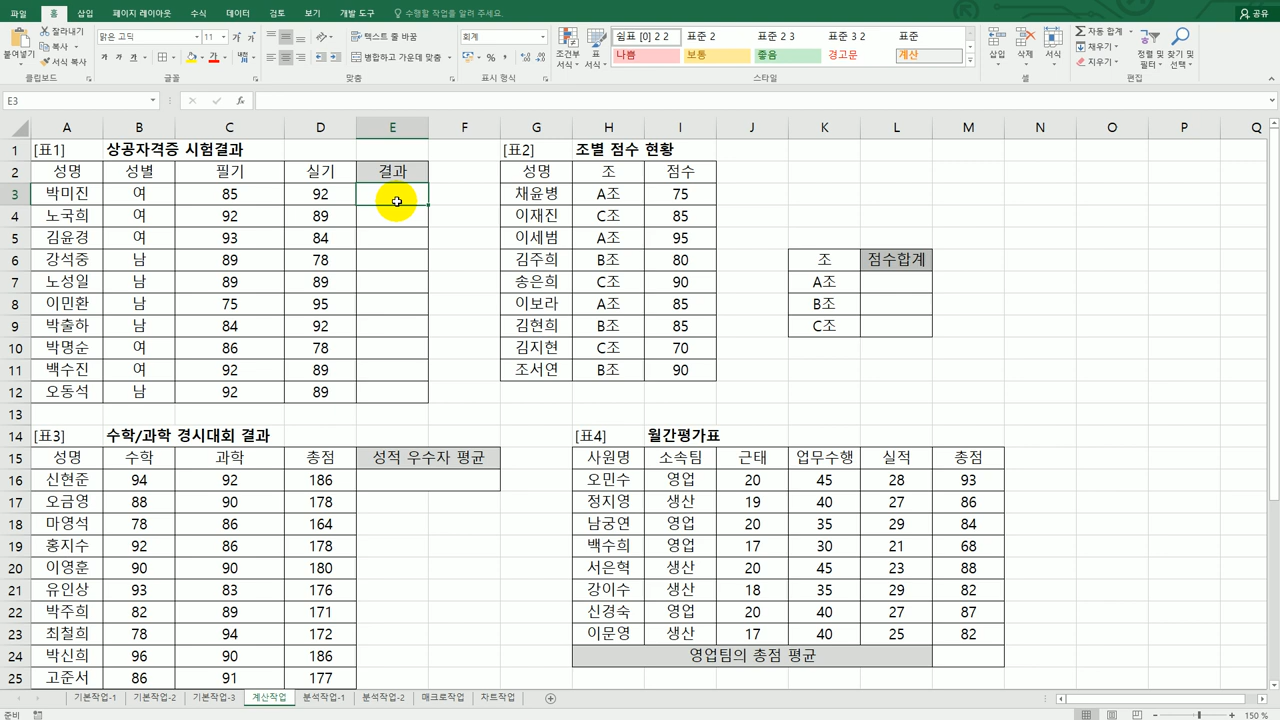 파일 홈 삽입 페이지 레이아웃 수식 데이터 검토 보기 개발 도구 수행할 작업을 알려 주세요. 공유
붙여넣기 잘라내기 복사 서식 복사 클립보드
맑은 고딕 11 가 가 가 글꼴
텍스트 줄 바꿈 병합하고 가운데 맞춤 맞춤
회계 % 표시 형식
조건부 서식 표 서식
쉼표 [0] 2 2 표준 2 표준 2 3 표준 3 2 표준
나쁨 보통 좋음 경고문 계산
스타일
삽입 삭제 서식 셀
자동 합계 채우기 지우기 정렬 및 필터 찾기 및 선택 편집
E3 fx
A B C D E F G H I J K L M N O P Q
1 [표1] 상공자격증 시험결과 [표2] 조별 점수 현황
2 성명 성별 필기 실기 결과 성명 조 점수
3 박미진 여 85 92 채윤병 A조 75
4 노국희 여 92 89 이재진 C조 85
5 김윤경 여 93 84 이세범 A조 95
6 강석중 남 89 78 김주희 B조 80 조 점수합계
7 노성일 남 89 82 송은희 C조 90 A조
8 이민환 남 75 95 이보라 A조 85 B조
9 박출하 남 84 92 김현희 B조 85 C조
10 박명순 여 86 78 김지현 C조 70
11 백수진 여 92 89 조서연 B조 90
12 오동석 남 92 89
13
14 [표3] 수학/과학 경시대회 결과 [표4] 월간평가표
15 성명 수학 과학 총점 성적 우수자 평균 사원명 소속팀 근태 업무수행 실적 총점
16 신현준 94 92 186 오민수 영업 20 45 28 93
17 오금영 88 90 178 정지영 생산 19 40 27 86
18 마영석 78 86 164 남궁연 영업 20 35 29 84
19 홍지수 92 86 178 백수희 영업 17 30 21 68
20 이영훈 90 90 180 서은혁 생산 20 45 23 88
21 유인상 93 83 176 강이수 생산 18 35 29 82
22 박주희 82 89 171 신경숙 영업 20 40 27 87
23 최철희 78 94 172 이문영 생산 17 40 25 82
24 박신희 96 90 186 영업팀의 총점 평균
25 고준서 86 91 177
기본작업-1 기본작업-2 기본작업-3 계산작업 분석작업-1 분석작업-2 매크로작업 차트작업
준비 150 %